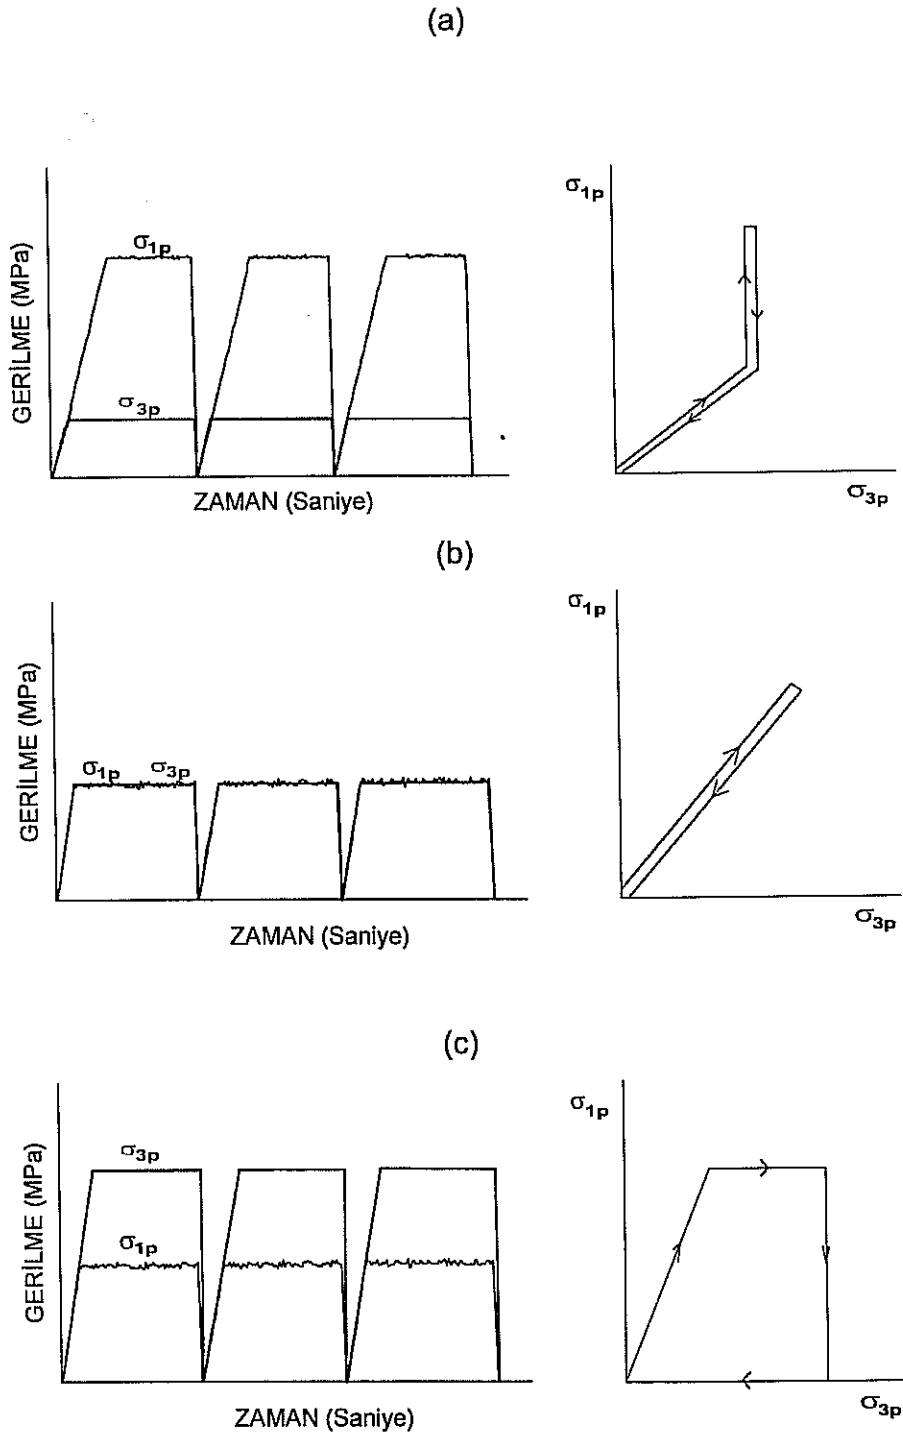 (a)
σ1p
σ1p
GERİLME (MPa)
σ3p
ZAMAN (Saniye)
σ3p
(b)
σ1p
GERİLME (MPa)
σ1p σ3p
ZAMAN (Saniye)
σ3p
(c)
σ1p
σ3p
GERİLME (MPa)
σ1p
ZAMAN (Saniye)
σ3p